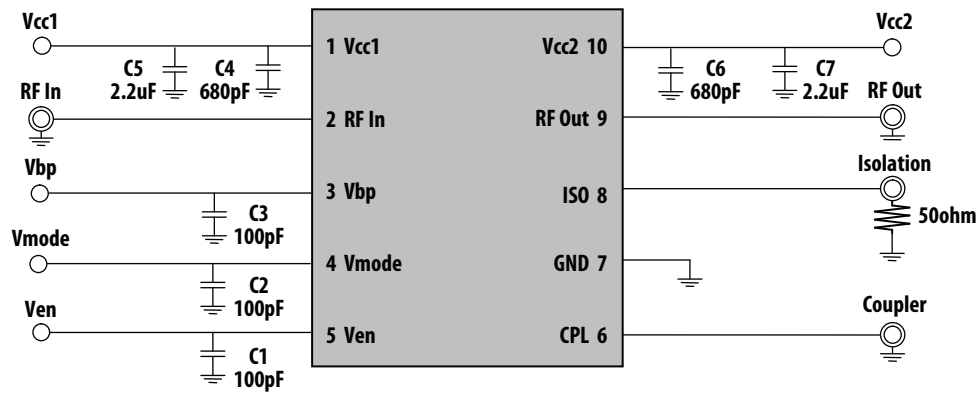 Vcc1
1 Vcc1
Vcc2 10
Vcc2
C5
2.2uF
C4
680pF
C6
680pF
C7
2.2uF
RF In
2 RF In
RF Out 9
RF Out
Vbp
3 Vbp
ISO 8
Isolation
50ohm
C3
100pF
Vmode
4 Vmode
GND 7
C2
100pF
Ven
5 Ven
CPL 6
Coupler
C1
100pF